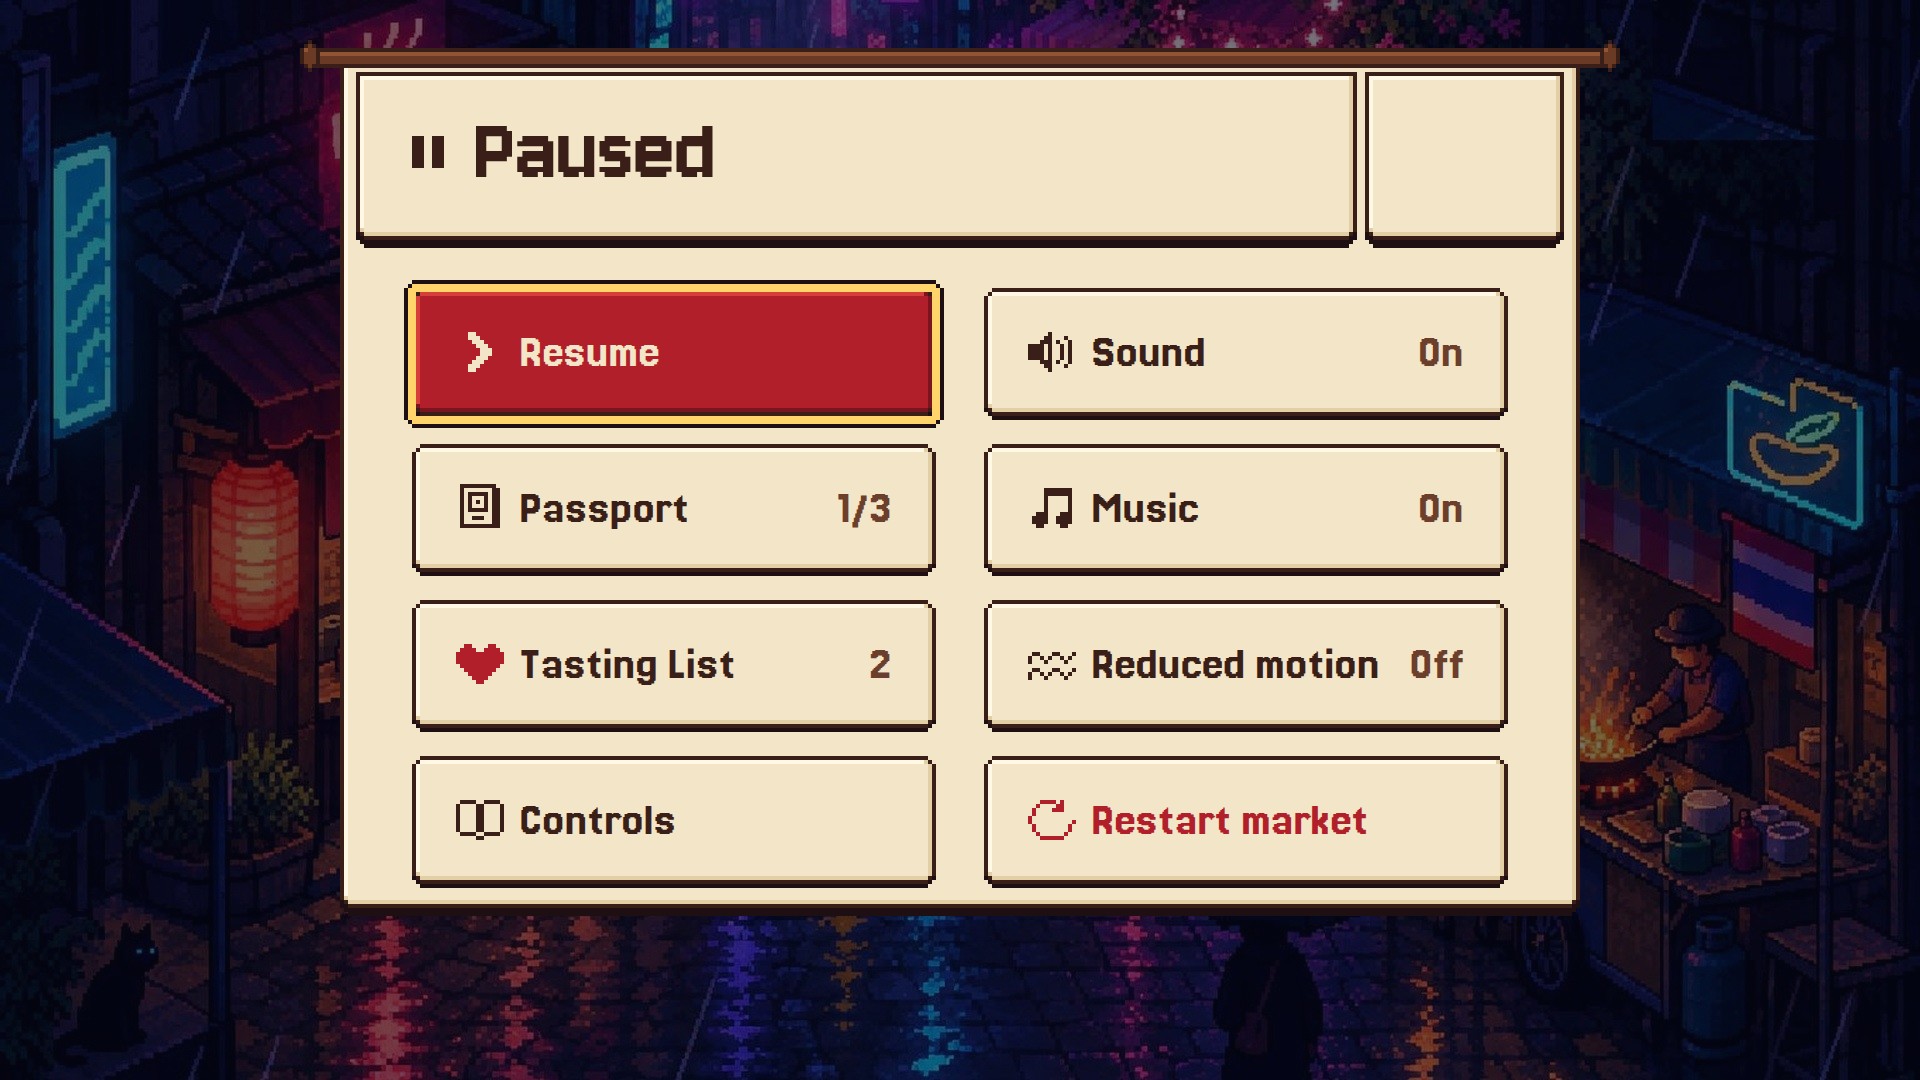 Paused
Resume
Sound On
Passport 1/3
Music On
Tasting List 2
Reduced motion Off
Controls
Restart market